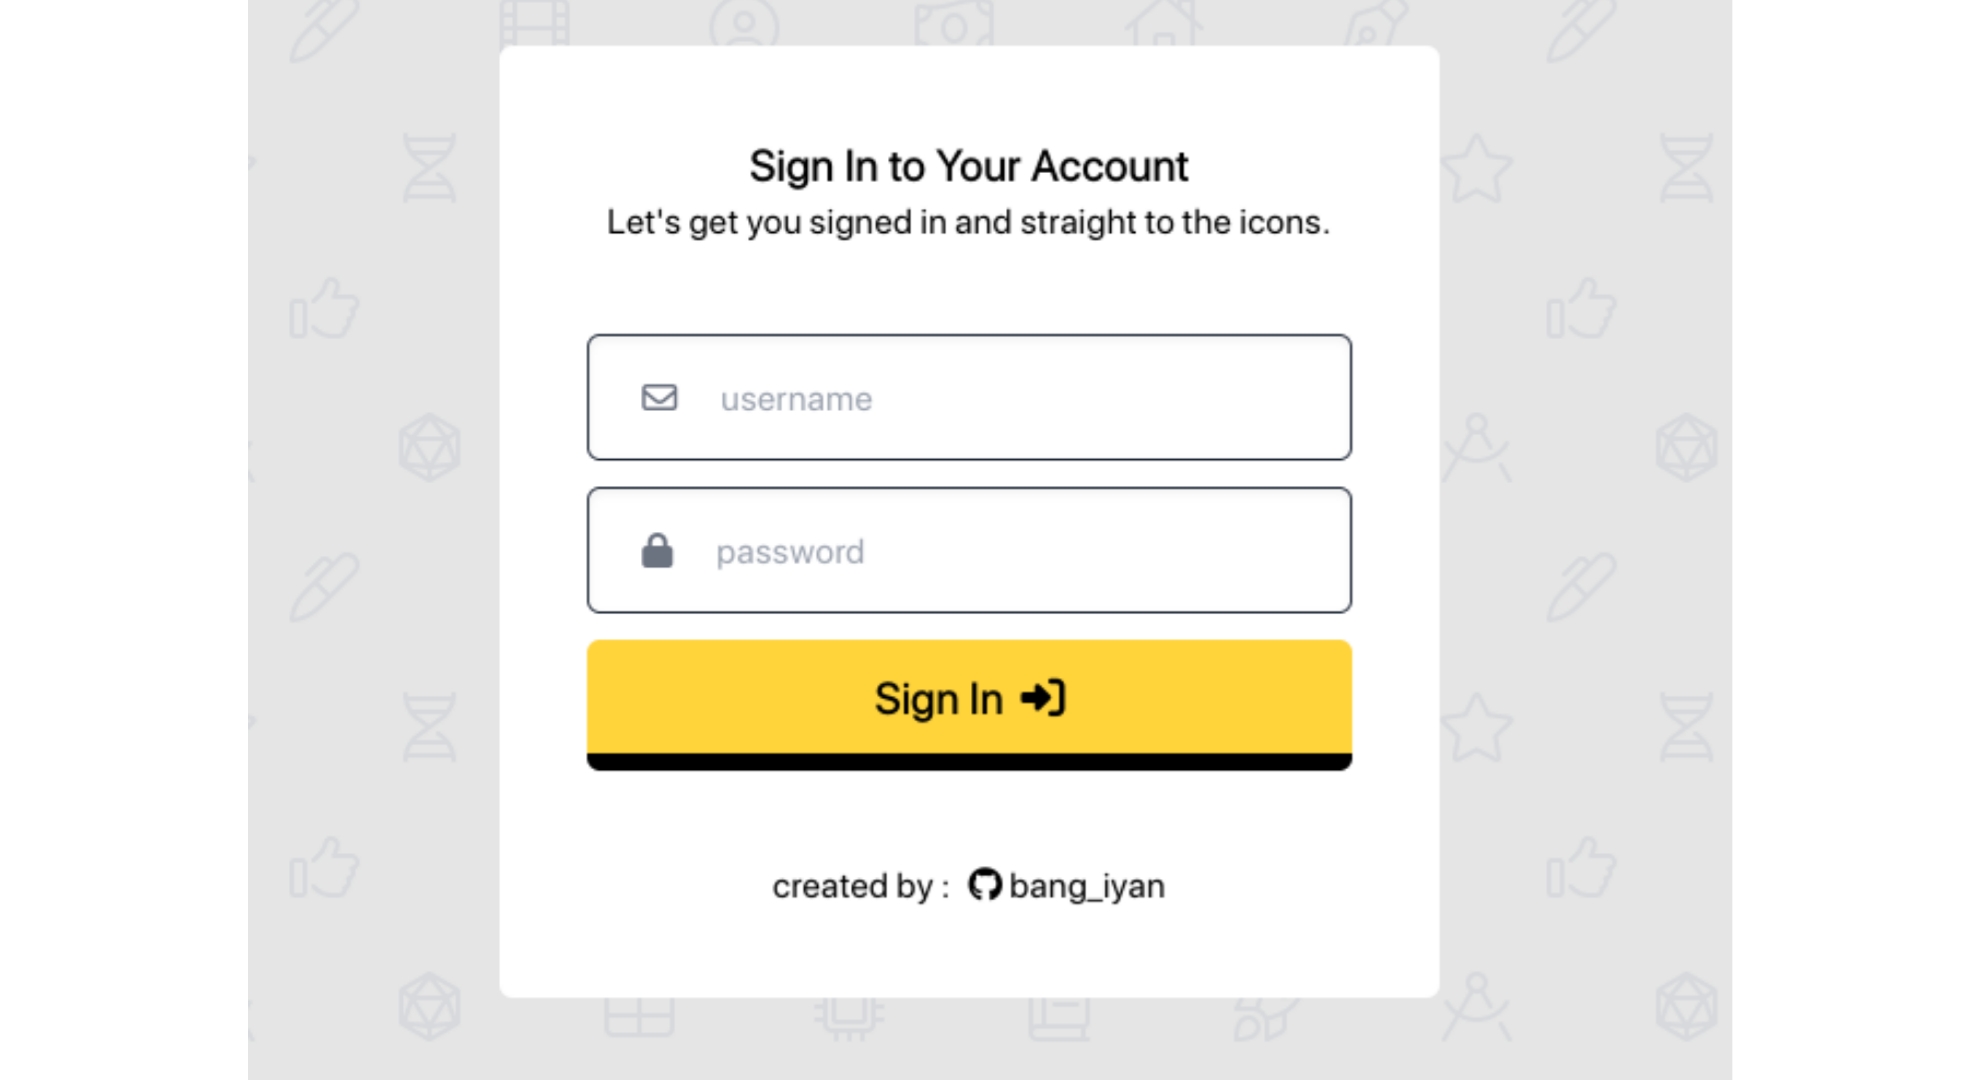 Sign In to Your Account
Let's get you signed in and straight to the icons.
username
password
Sign In
created by : bang_iyan